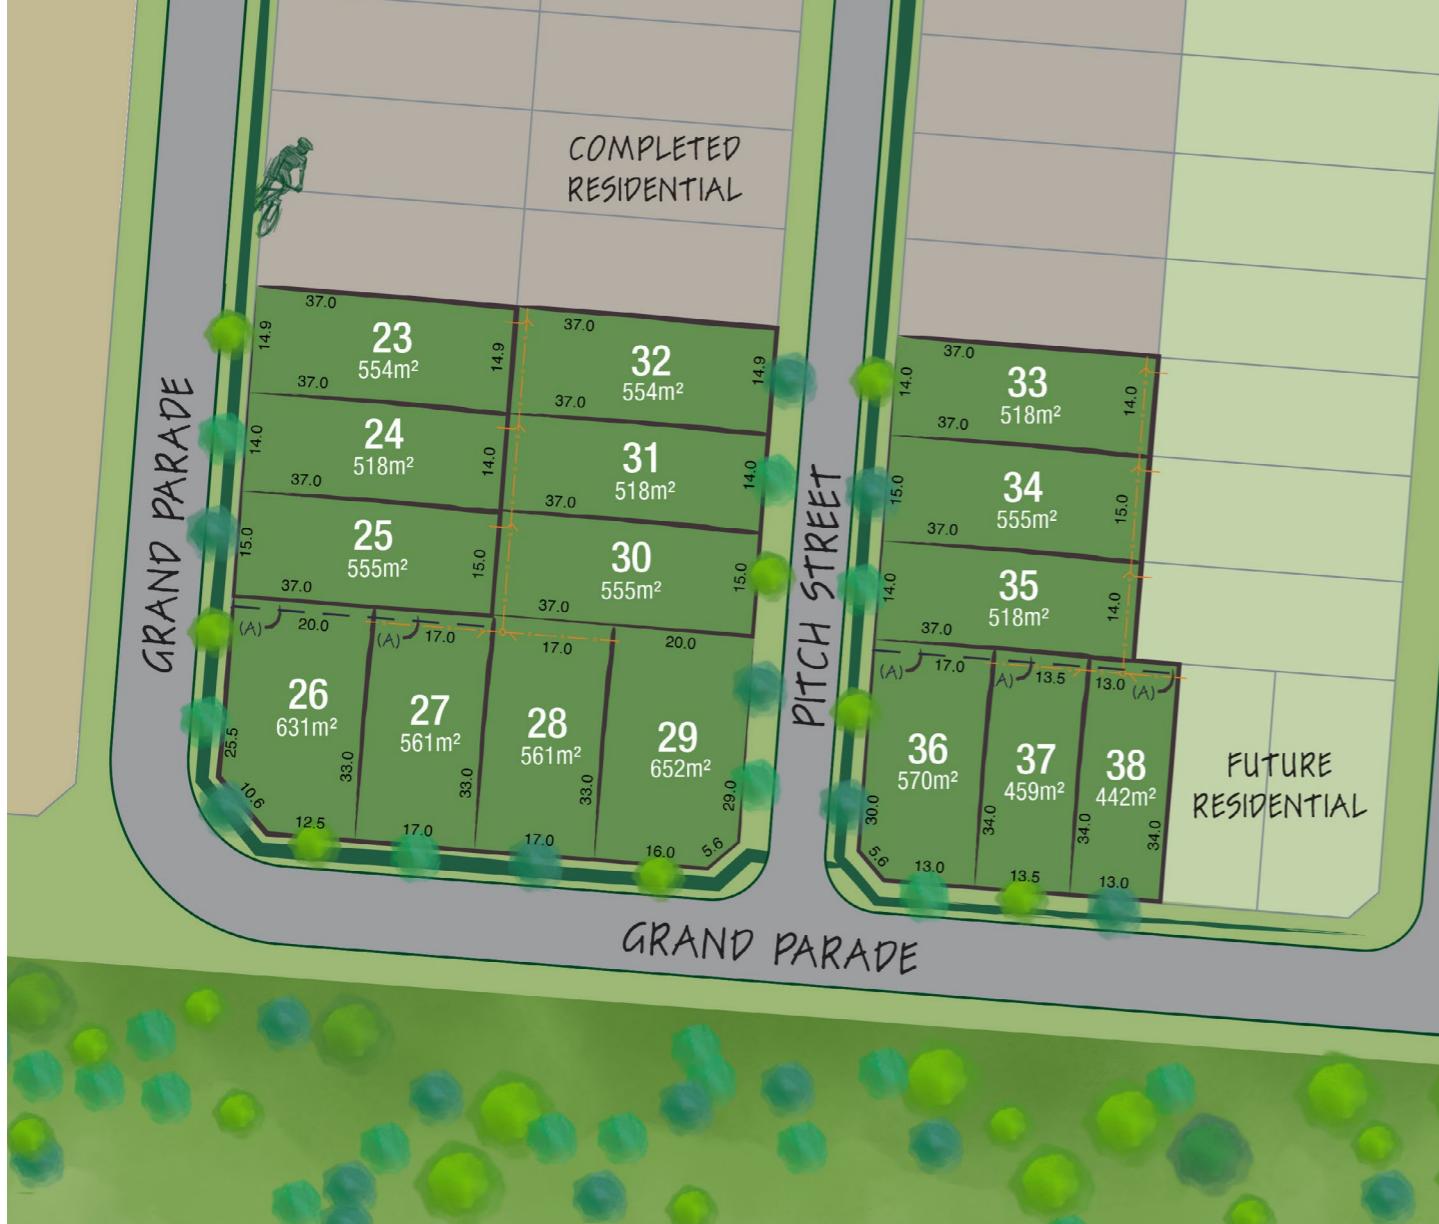 COMPLETED
RESIDENTIAL
GRAND PARADE
37.0
14.9
23
554m²
14.9
37.0
37.0
32
554m²
14.9
37.0
14.0
24
518m²
14.0
37.0
31
518m²
14.0
37.0
15.0
25
555m²
15.0
37.0
30
555m²
15.0
37.0
(A)
20.0
26
631m²
25.5
10.6
12.5
33.0
(A)
17.0
27
561m²
33.0
17.0
17.0
28
561m²
33.0
17.0
20.0
29
652m²
29.0
5.6
16.0
PITCH STREET
37.0
14.0
33
518m²
14.0
37.0
15.0
34
555m²
15.0
37.0
14.0
35
518m²
14.0
37.0
(A)
17.0
36
570m²
30.0
5.6
13.0
34.0
A)
13.5
37
459m²
34.0
13.5
13.0
(A)
38
442m²
34.0
13.0
FUTURE
RESIDENTIAL
GRAND PARADE